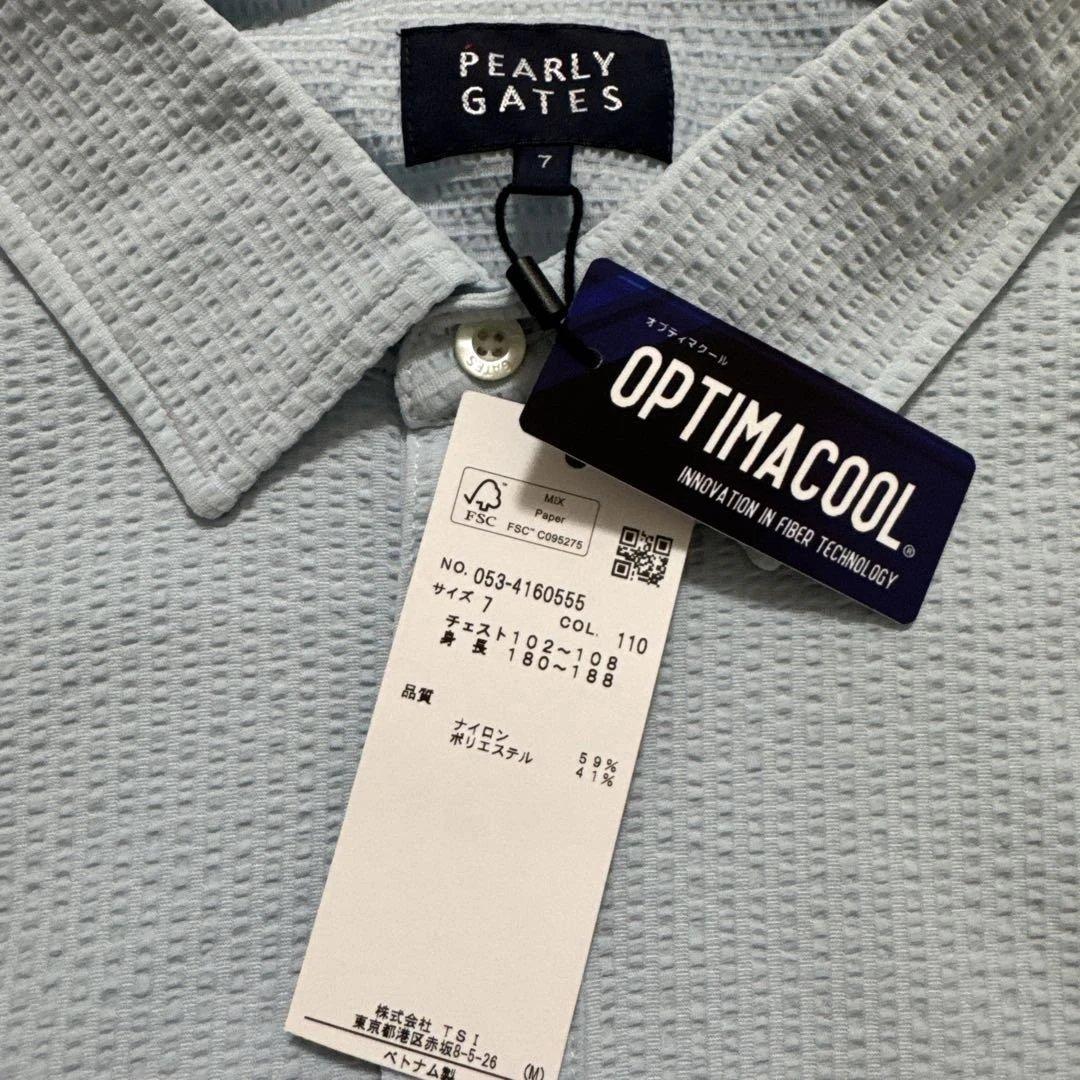 PEARLY
GATES
7
GATES
オプティマクール
OPTIMACOOL®
INNOVATION IN FIBER TECHNOLOGY
FSC
MIX
Paper
FSC™ C095275
NO. 053-4160555
サイズ 7
COL. 110
チェスト 102～108
身長 180～188
品質
ナイロン 59%
ポリエステル 41%
株式会社 TSI
東京都港区赤坂8-5-26
ベトナム製 (M)